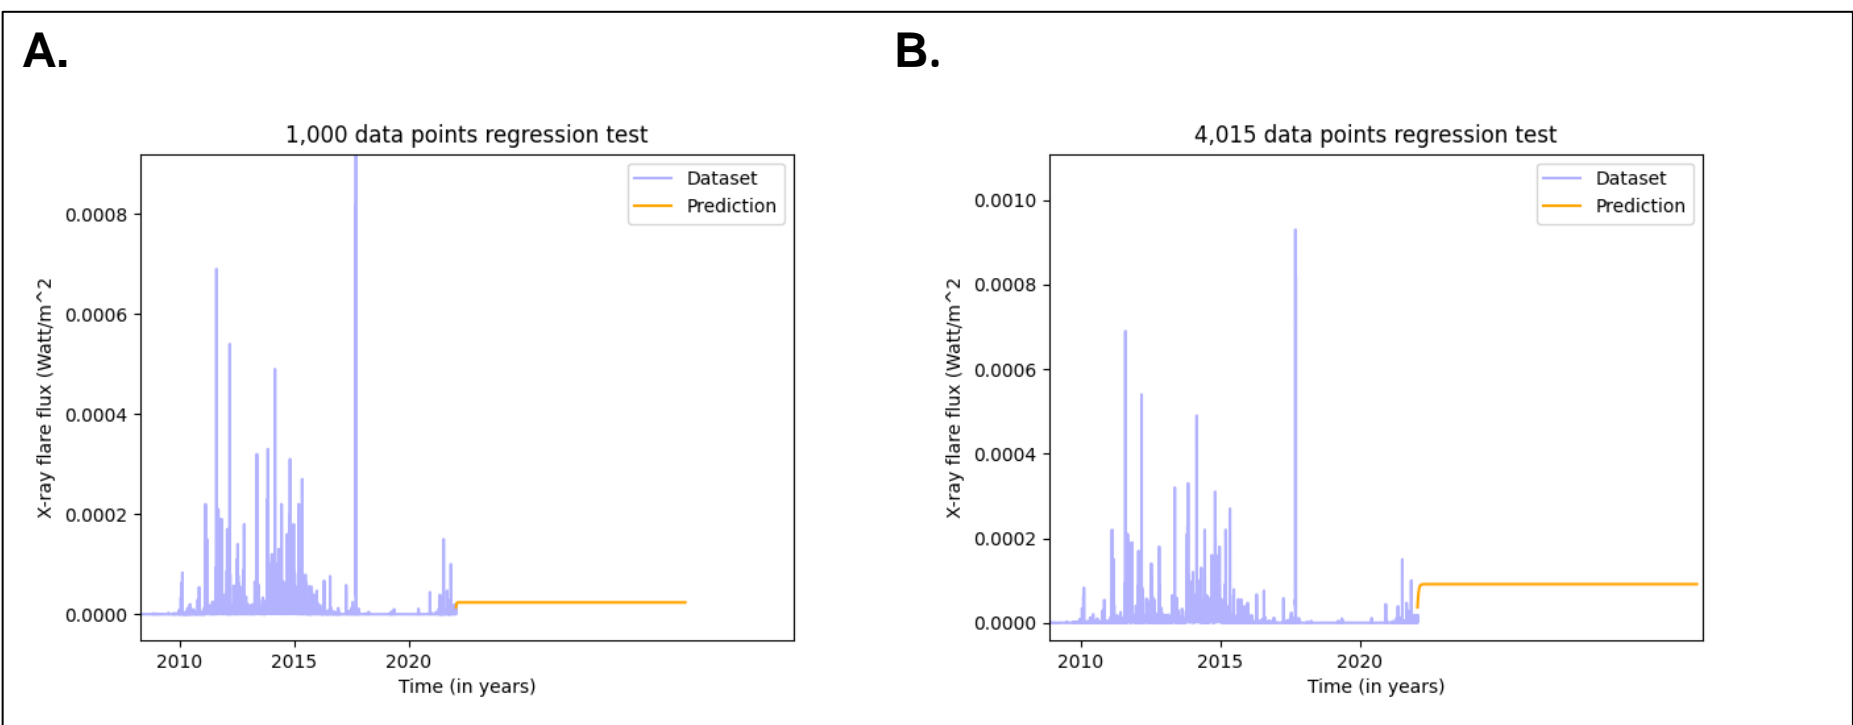 A.
1,000 data points regression test
Dataset
Prediction
0.0008
0.0006
0.0004
0.0002
0.0000
X-ray flare flux (Watt/m^2
2010 2015 2020
Time (in years)
B.
4,015 data points regression test
Dataset
Prediction
0.0010
0.0008
0.0006
0.0004
0.0002
0.0000
X-ray flare flux (Watt/m^2
2010 2015 2020
Time (in years)